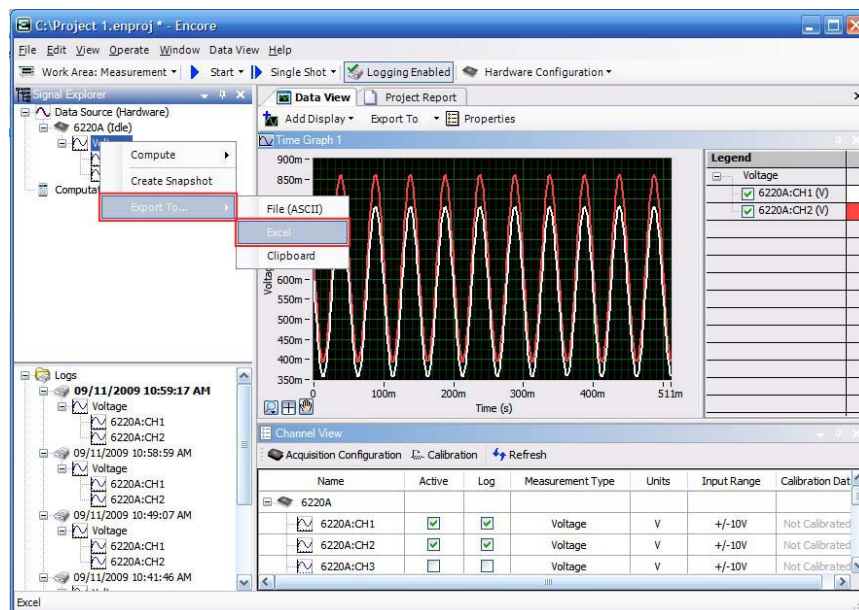 C:\Project 1.enproj * - Encore
File Edit View Operate Window Data View Help
Work Area: Measurement Start Single Shot Logging Enabled Hardware Configuration
Signal Explorer
Data Source (Hardware)
6220A (Idle)
Compute
Create Snapshot
Export To...
File (ASCII)
Excel
Clipboard
Data View Project Report
Add Display Export To Properties
Time Graph 1
900m
850m
600m
550m
500m
450m
400m
350m
0 100m 200m 300m 400m 511m
Time (s)
Legend
Voltage
6220A:CH1 (V)
6220A:CH2 (V)
Logs
09/11/2009 10:59:17 AM
Voltage
6220A:CH1
6220A:CH2
09/11/2009 10:58:59 AM
Voltage
6220A:CH1
6220A:CH2
09/11/2009 10:49:07 AM
Voltage
6220A:CH1
6220A:CH2
09/11/2009 10:41:46 AM
Channel View
Acquisition Configuration Calibration Refresh
Name Active Log Measurement Type Units Input Range Calibration Dat
6220A
6220A:CH1 Voltage V +/-10V Not Calibrated
6220A:CH2 Voltage V +/-10V Not Calibrated
6220A:CH3 Voltage V +/-10V Not Calibrated
Excel